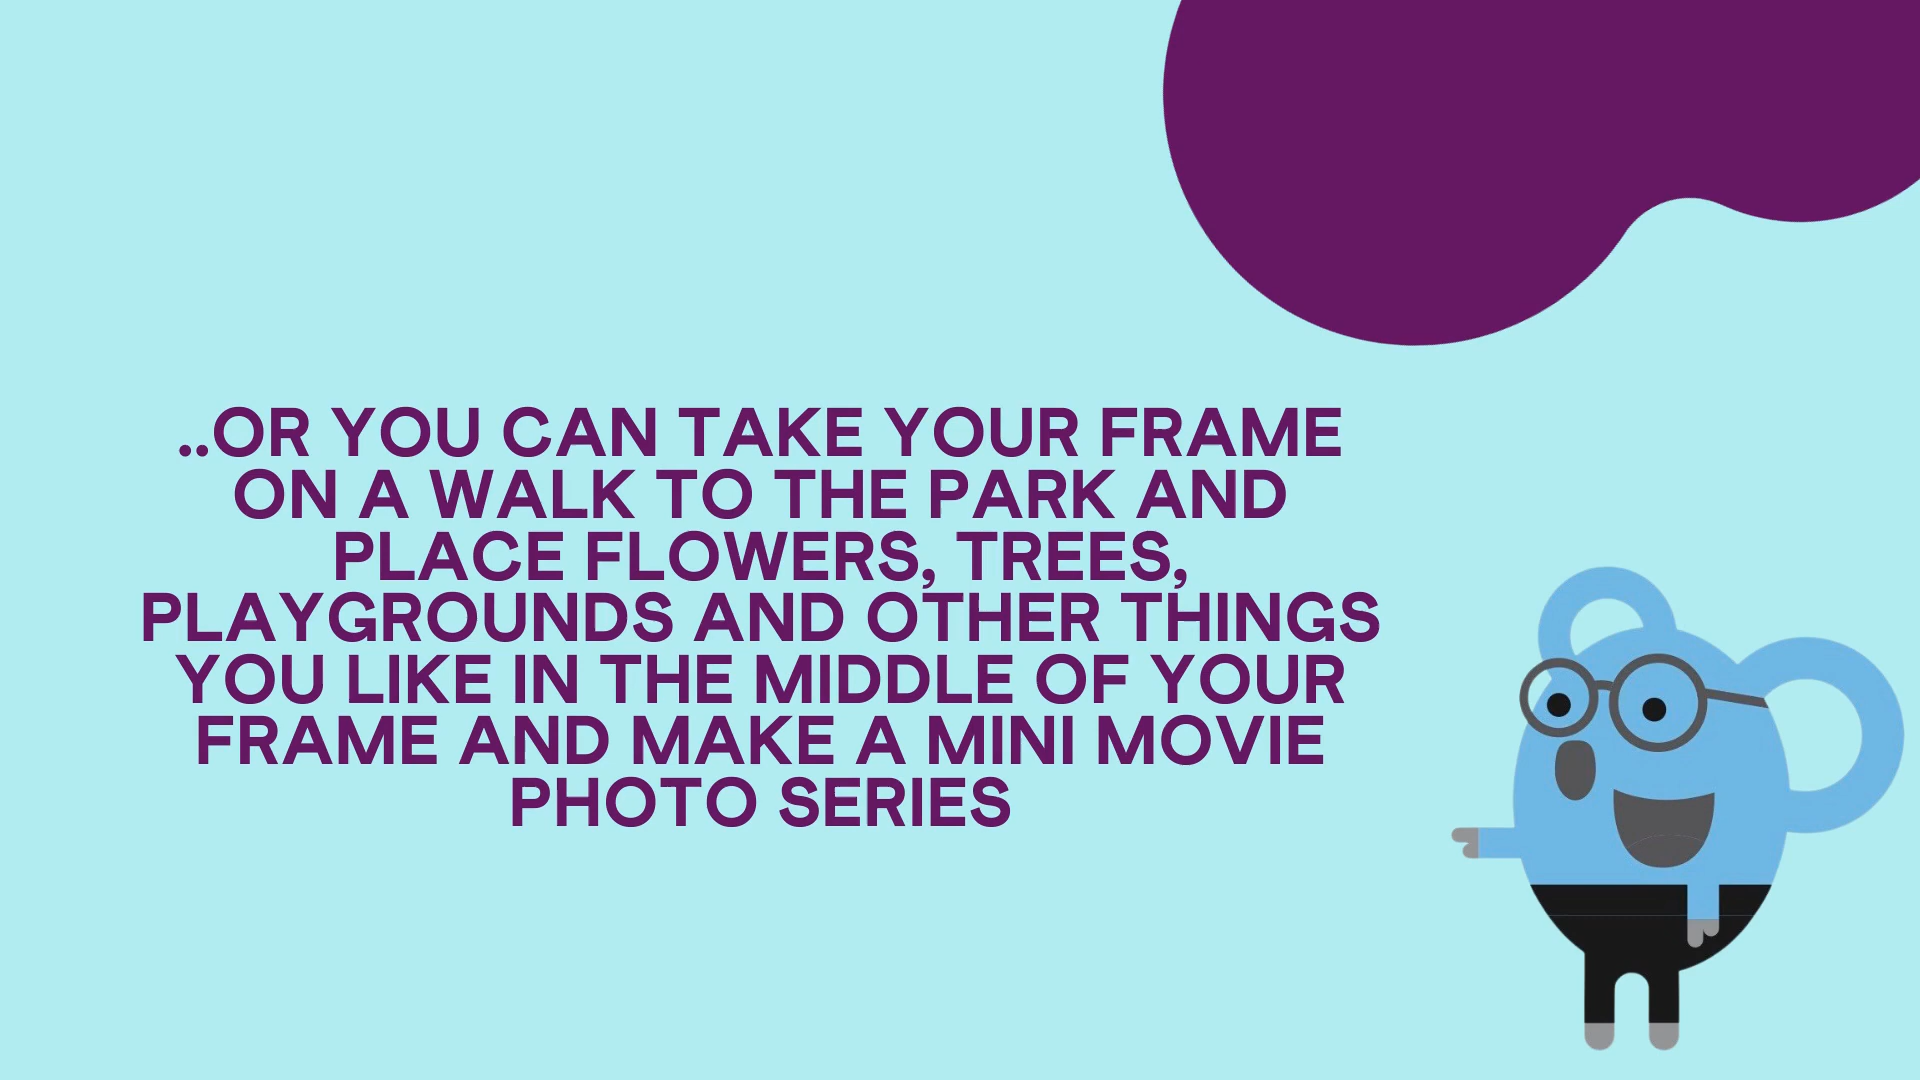 ..OR YOU CAN TAKE YOUR FRAME
ON A WALK TO THE PARK AND
PLACE FLOWERS, TREES,
PLAYGROUNDS AND OTHER THINGS
YOU LIKE IN THE MIDDLE OF YOUR
FRAME AND MAKE A MINI MOVIE
PHOTO SERIES